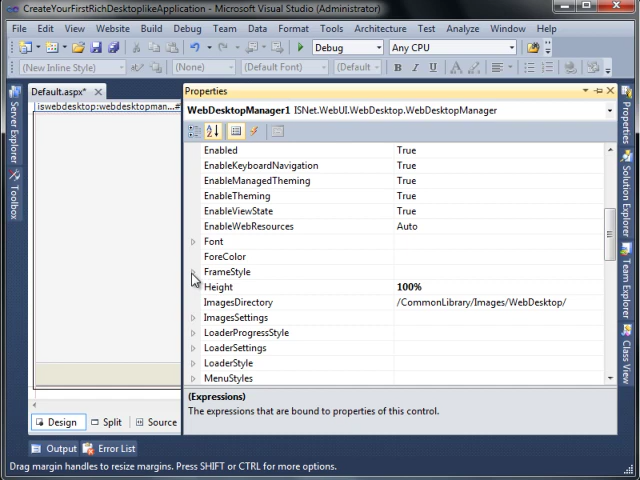 CreateYourFirstRichDesktoplikeApplication - Microsoft Visual Studio (Administrator)
File Edit View Project Build Debug Team Data Format Tools Architecture Test Analyze Window Help
Debug Any CPU
(New Inline Style) (None) (Default Font) (Default B I U
Default.aspx* Properties
iswebdesktop:webdesktopman...# WebDesktopManager1 ISNet.WebUI.WebDesktop.WebDesktopManager
Server Explorer
Toolbox
Enabled True
EnableKeyboardNavigation True
EnableManagedTheming True
EnableTheming True
EnableViewState True
EnableWebResources Auto
Font
ForeColor
FrameStyle
Height 100%
ImagesDirectory /CommonLibrary/Images/WebDesktop/
ImagesSettings
LoaderProgressStyle
LoaderSettings
LoaderStyle
MenuStyles
(Expressions)
The expressions that are bound to properties of this control.
Properties
Solution Explorer
Class View
Design Split Source
Output Error List
Drag margin handles to resize margins. Press SHIFT or CTRL for more options.